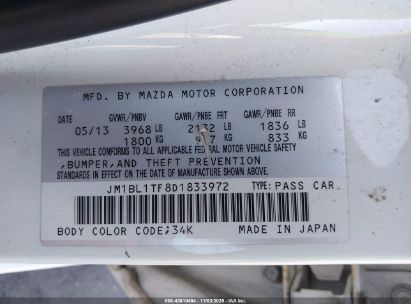 MFD. BY MAZDA MOTOR CORPORATION
DATE GVWR/PNBV GAWR/PNBE FRT GAWR/PNBE RR
05/13 3968 LB 2132 LB 1836 LB
1800 KG KG 833 KG
THIS VEHICLE CONFORMS TO ALL APPLICABLE FEDERAL MOTOR VEHICLE
,BUMPER,AND THEFT PREVENTION
STANDARDS IN EFFECT ON THE DATE OF MANUFACTURE SHOWN ABOVE.
JM1BL1TF8D1833972 TYPE: PASS CAR
BODY COLOR CODE;34K MADE IN JAPAN